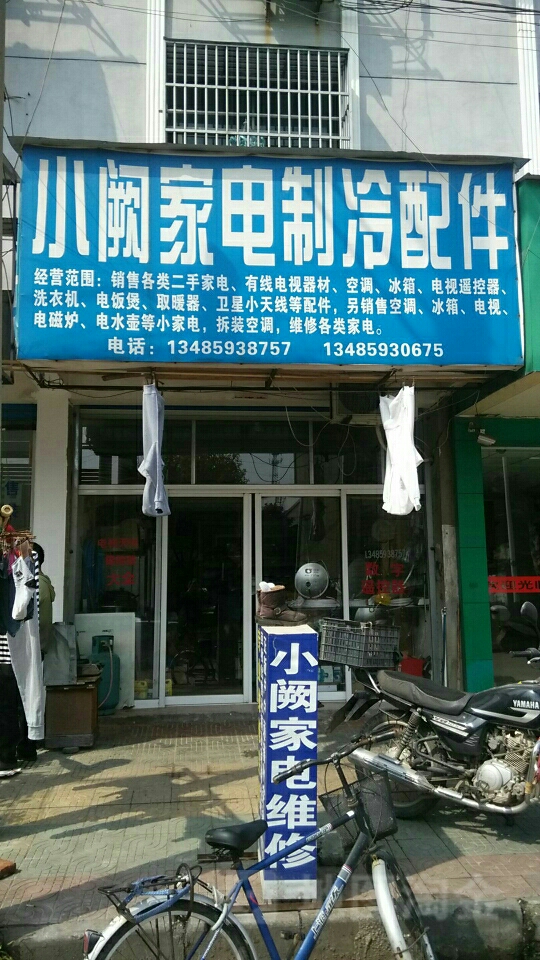 小阙家电制冷配件
经营范围：销售各类二手家电、有线电视器材、空调、冰箱、电视遥控器、
洗衣机、电饭煲、取暖器、卫星小天线等配件，另销售空调、冰箱、电视、
电磁炉、电水壶等小家电，拆装空调，维修各类家电。
电话：13485938757 13485930675
13485938757
数字
小阙家电维修
YAMAHA